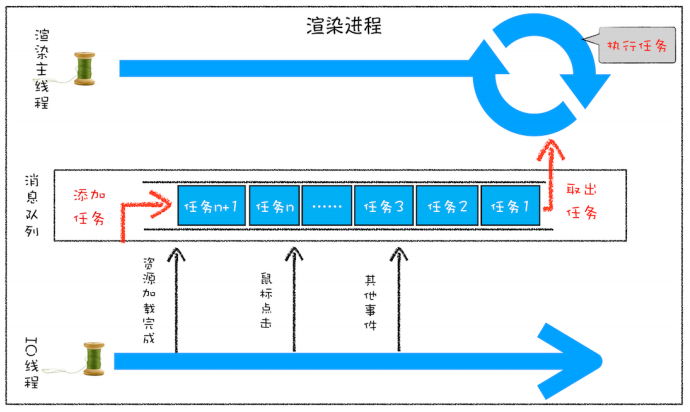 渲染进程
渲染主线程
执行任务
消息队列
添加
任务
任务n+1
任务n
……
任务3
任务2
任务1
取出
任务
资源加载完成
鼠标点击
其他事件
IO线程